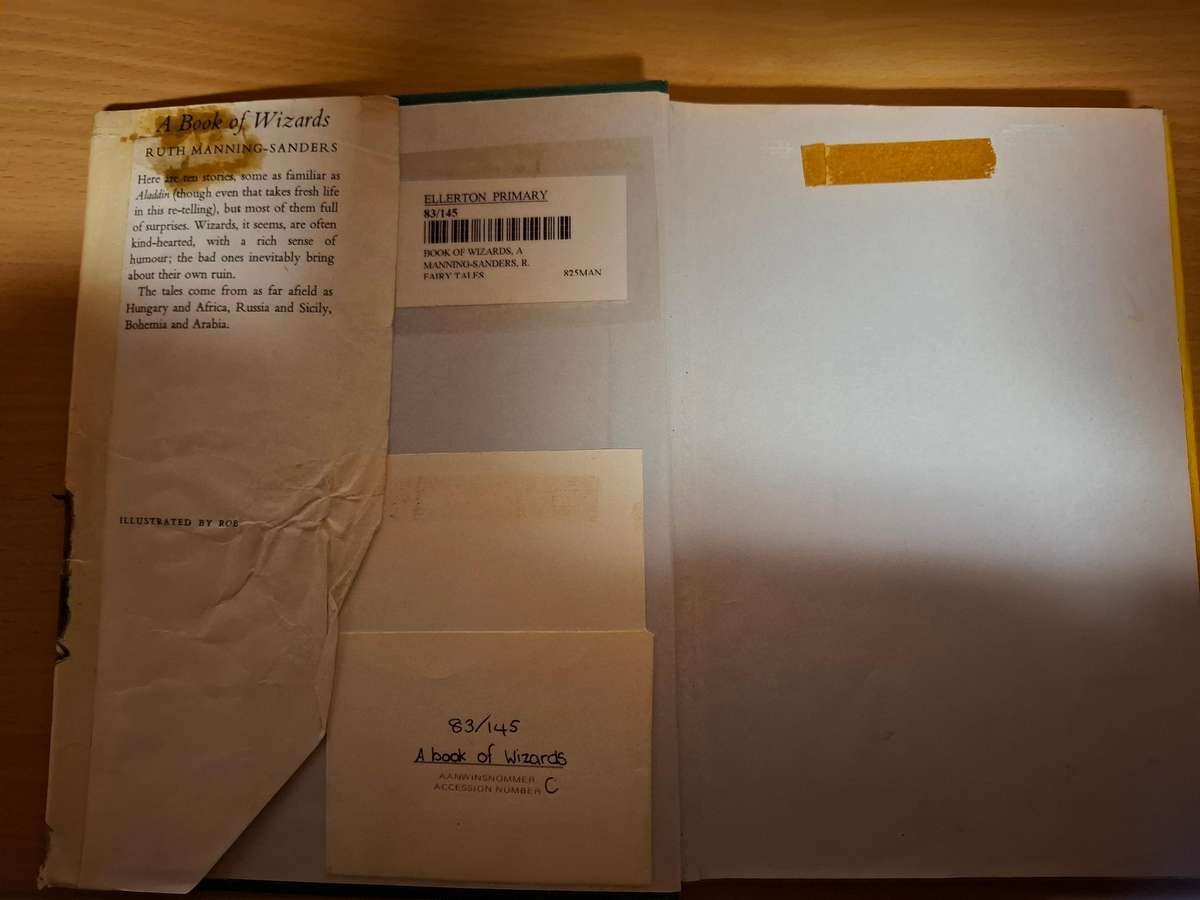 A Book of Wizards
RUTH MANNING-SANDERS
Here are ten stories, some as familiar as
Aladdin (though even that takes fresh life
in this re-telling), but most of them full
of surprises. Wizards, it seems, are often
kind-hearted, with a rich sense of
humour; the bad ones inevitably bring
about their own ruin.
The tales come from as far afield as
Hungary and Africa, Russia and Sicily,
Bohemia and Arabia.
ILLUSTRATED BY ROB
ELLERTON PRIMARY
83/145
BOOK OF WIZARDS, A
MANNING-SANDERS, R.
FAIRY TALES
825MAN
83/145
A book of Wizards
AANWINSNOMMER
ACCESSION NUMBER C